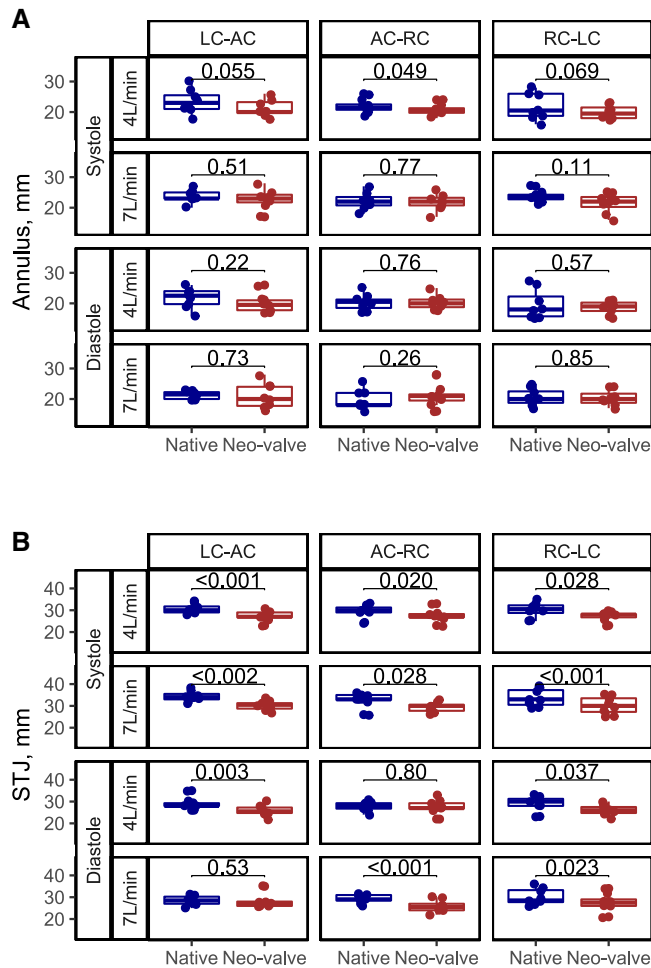 A
LC-AC AC-RC RC-LC
Annulus, mm
Systole
4L/min
30
20
0.055 0.049 0.069
7L/min
30
20
0.51 0.77 0.11
Diastole
4L/min
30
20
0.22 0.76 0.57
7L/min
30
20
0.73 0.26 0.85
Native Neo-valve Native Neo-valve Native Neo-valve
B
LC-AC AC-RC RC-LC
STJ, mm
Systole
4L/min
40
30
20
<0.001 0.020 0.028
7L/min
40
30
20
<0.002 0.028 <0.001
Diastole
4L/min
40
30
20
0.003 0.80 0.037
7L/min
40
30
20
0.53 <0.001 0.023
Native Neo-valve Native Neo-valve Native Neo-valve